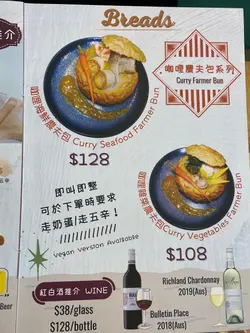 Breads
咖喱農夫包系列
Curry Farmer Bun
咖喱海鮮農夫包 Curry Seafood Farmer Bun
$128
咖喱雜菜農夫包 Curry Vegetables Farmer Bun
$108
即叫即整
可於下單時要求
走奶蛋/走五辛！
Vegan Version Available
紅白酒推介 WINE
$38/glass
$128/bottle
Richland Chardonnay
2019(Aus)
Bulletin Place
2018(Aus)
推介
Beer